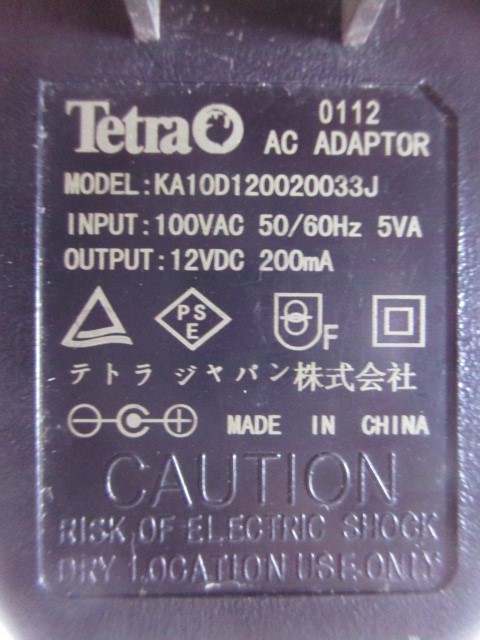 Tetra 0112
AC ADAPTOR
MODEL:KA10D120020033J
INPUT:100VAC 50/60Hz 5VA
OUTPUT:12VDC 200mA
PS
E
F
テトラ ジャパン株式会社
MADE IN CHINA
CAUTION
RISK OF ELECTRIC SHOCK
DRY LOCATION USE ONLY